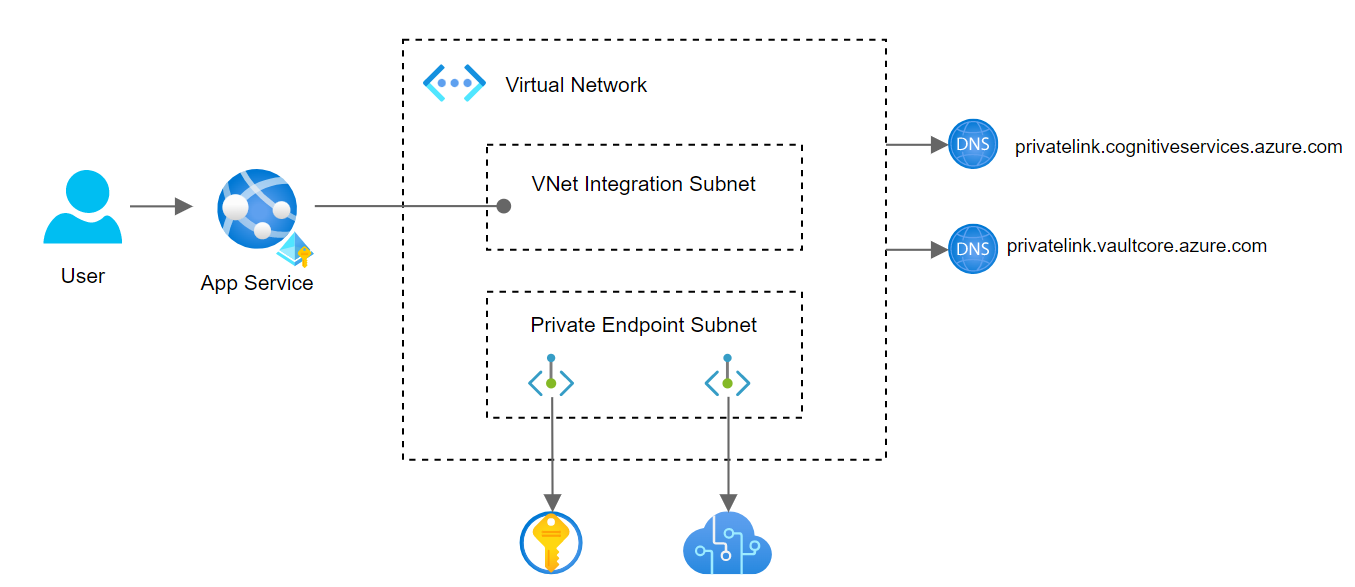 Virtual Network
DNS
privatelink.cognitiveservices.azure.com
VNet Integration Subnet
DNS
privatelink.vaultcore.azure.com
User
App Service
Private Endpoint Subnet